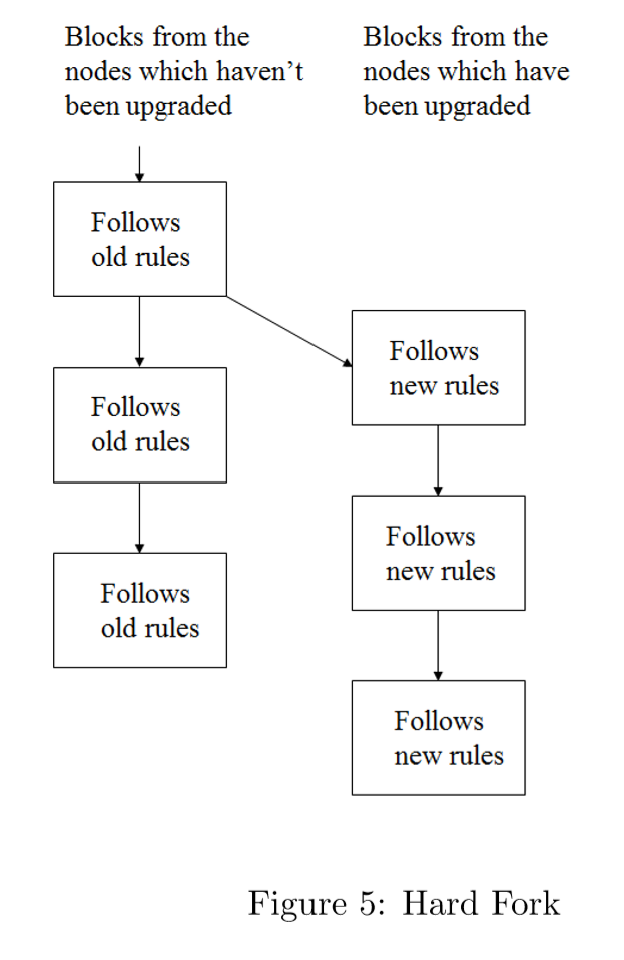 Blocks from the
nodes which haven't
been upgraded
Blocks from the
nodes which have
been upgraded
Follows
old rules
Follows
new rules
Follows
old rules
Follows
new rules
Follows
old rules
Follows
new rules
Figure 5: Hard Fork